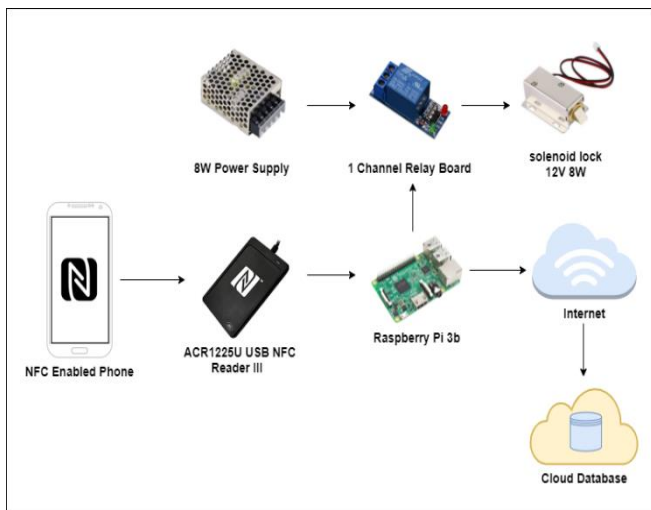 8W Power Supply
1 Channel Relay Board
solenoid lock
12V 8W
NFC Enabled Phone
ACR1225U USB NFC
Reader III
Raspberry Pi 3b
Internet
Cloud Database